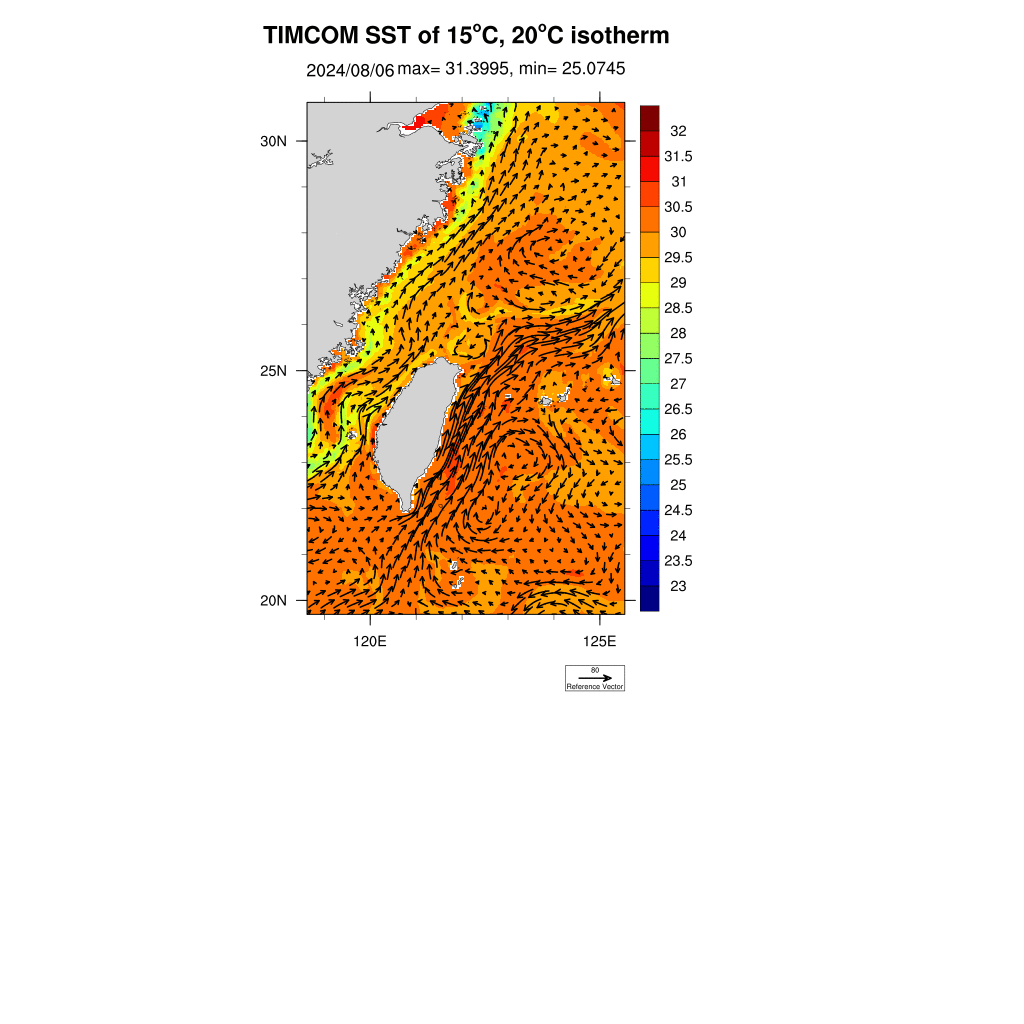 TIMCOM SST of 15°C, 20°C isotherm
2024/08/06 max= 31.3995, min= 25.0745
30N
25N
20N
120E
125E
32
31.5
31
30.5
30
29.5
29
28.5
28
27.5
27
26.5
26
25.5
25
24.5
24
23.5
23
80
Reference Vector